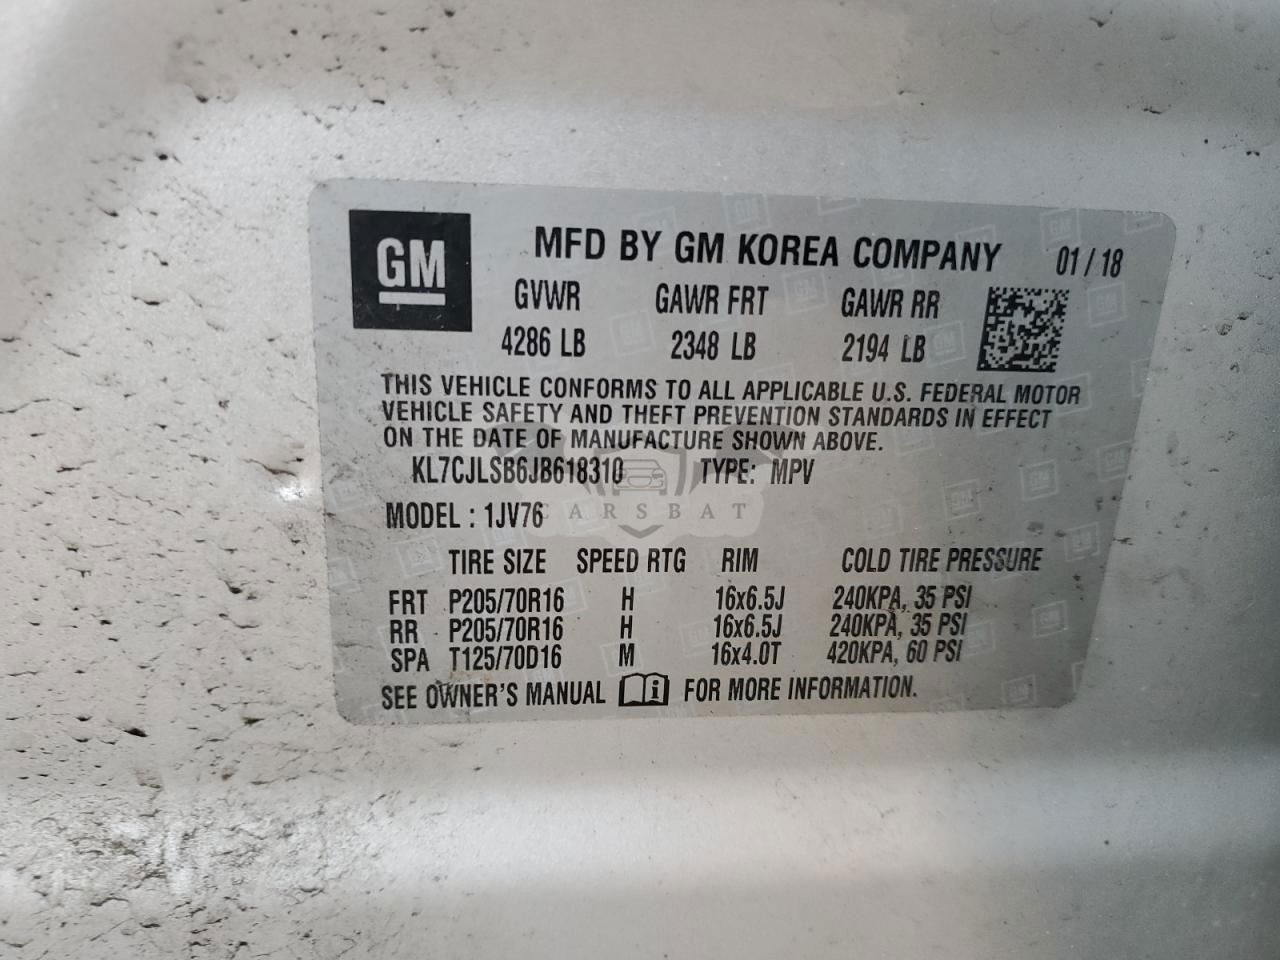 GM
MFD BY GM KOREA COMPANY 01/18
GVWR GAWR FRT GAWR RR
4286 LB 2348 LB 2194 LB
THIS VEHICLE CONFORMS TO ALL APPLICABLE U.S. FEDERAL MOTOR
VEHICLE SAFETY AND THEFT PREVENTION STANDARDS IN EFFECT
ON THE DATE OF MANUFACTURE SHOWN ABOVE.
KL7CJLSB6JB618310 TYPE: MPV
CARSBAT
MODEL : 1JV76
TIRE SIZE SPEED RTG RIM COLD TIRE PRESSURE
FRT P205/70R16 H 16x6.5J 240KPA, 35 PSI
RR P205/70R16 H 16x6.5J 240KPA, 35 PSI
SPA T125/70D16 M 16x4.0T 420KPA, 60 PSI
SEE OWNER'S MANUAL i FOR MORE INFORMATION.